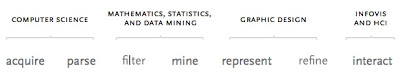 COMPUTER SCIENCE
MATHEMATICS, STATISTICS,
AND DATA MINING
GRAPHIC DESIGN
INFOVIS
AND HCI
acquire parse filter mine represent refine interact